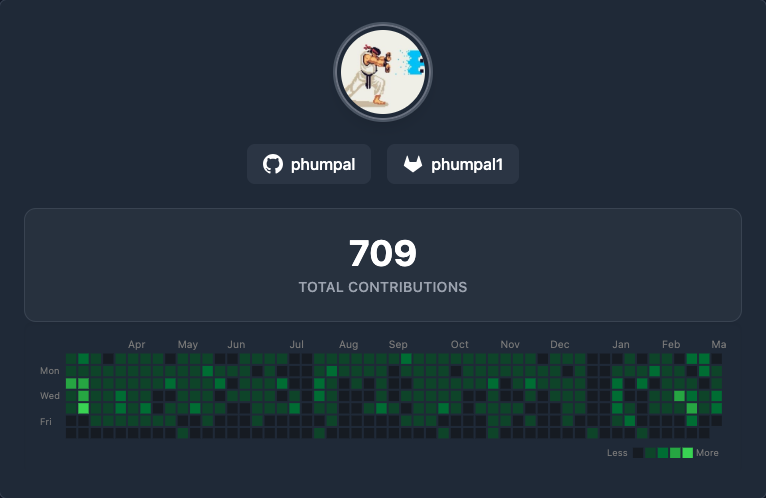 phumpal phumpal1
709
TOTAL CONTRIBUTIONS
Apr May Jun Jul Aug Sep Oct Nov Dec Jan Feb Ma
Mon
Wed
Fri
Less More